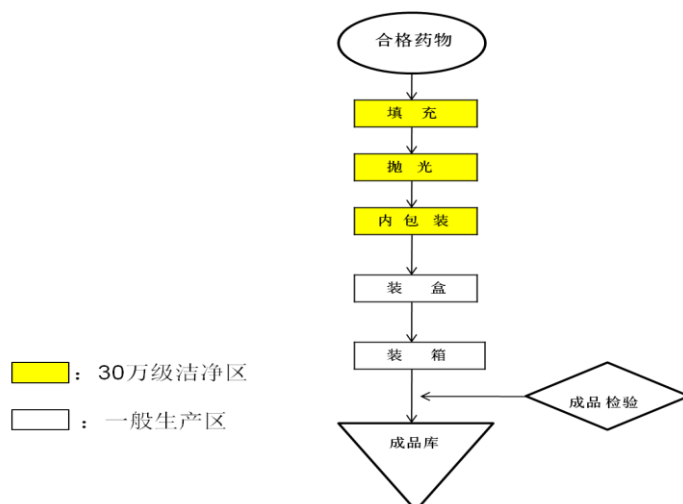 合格药物
填 充
抛 光
内 包 装
装 盒
装 箱
成品 检验
成品库
：30万级洁净区
：一般生产区